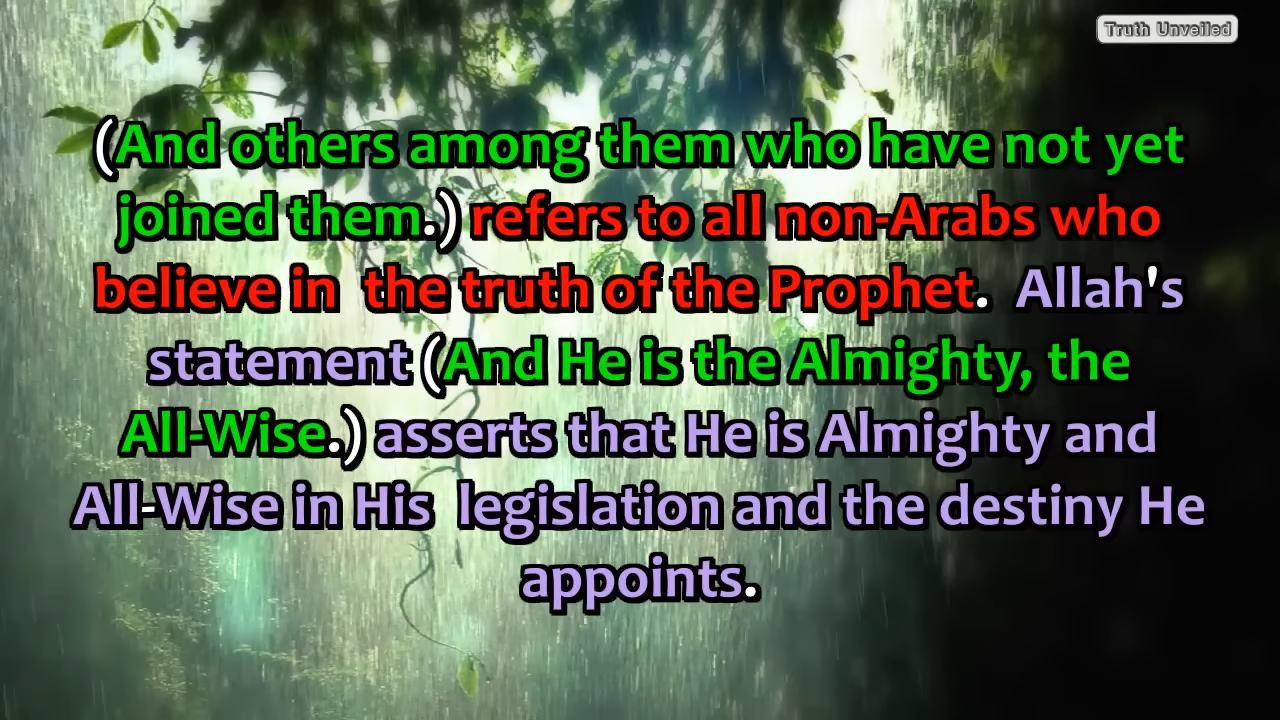 Truth Unveiled
(And others among them who have not yet
joined them.) refers to all non-Arabs who
believe in  the truth of the Prophet.  Allah's
statement (And He is the Almighty, the
All-Wise.) asserts that He is Almighty and
All-Wise in His  legislation and the destiny He
appoints.